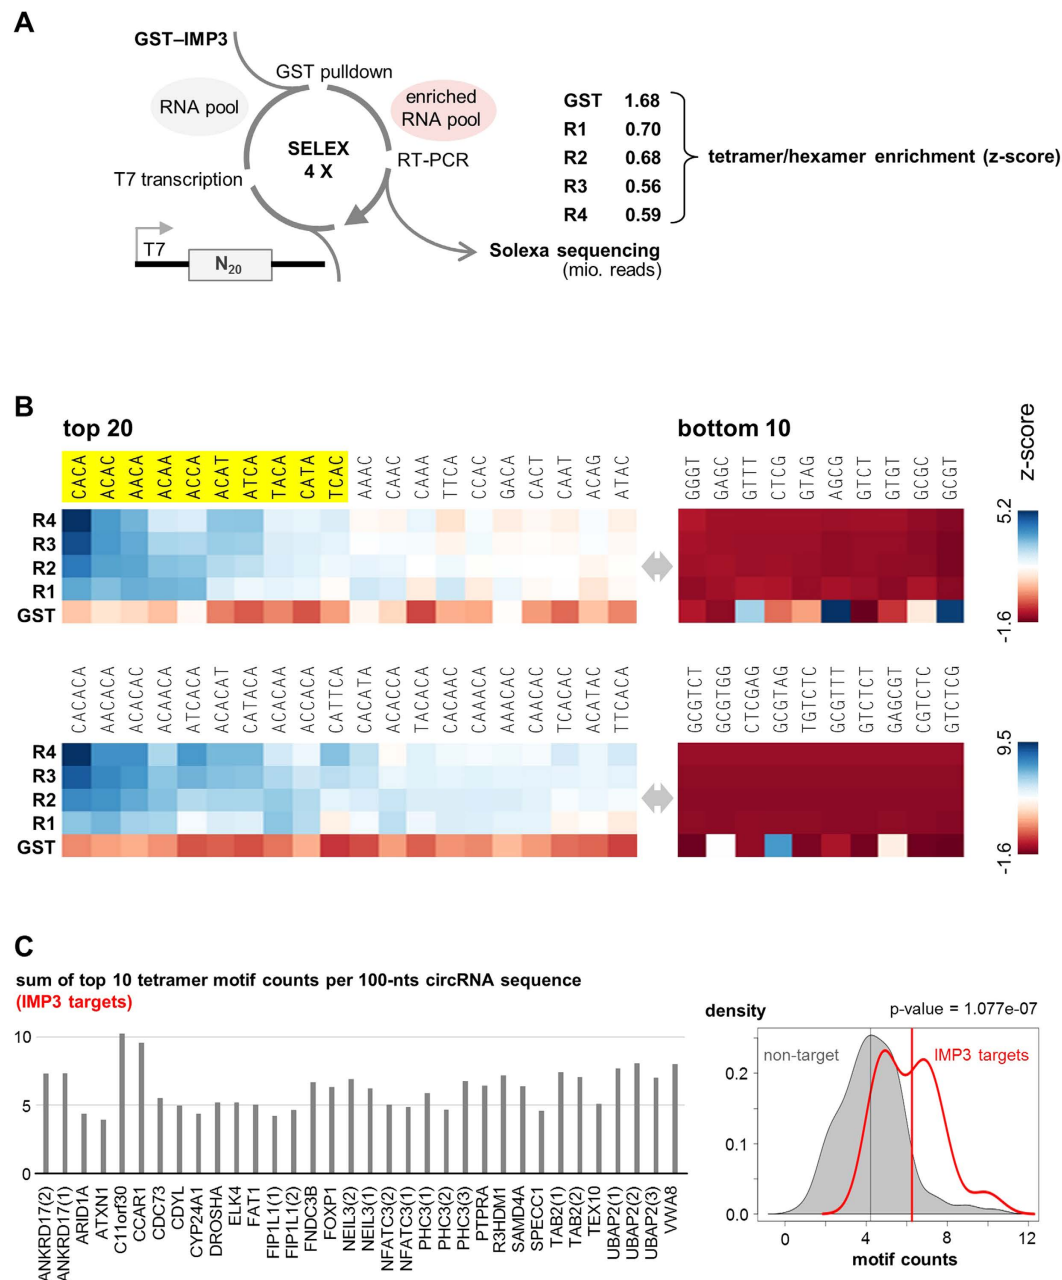 A
GST–IMP3
GST pulldown
RNA pool
enriched
RNA pool
SELEX
4 X
RT-PCR
T7 transcription
T7
N20
GST 1.68
R1 0.70
R2 0.68
R3 0.56
R4 0.59
tetramer/hexamer enrichment (z-score)
Solexa sequencing
(mio. reads)
B
top 20
bottom 10
CACA ACAC AACA ACAA ACCA ACAT ATCA TACA CATA TCAC AAAC CAAC CAAA TTCA CCAC GACA CACT CAAT ACAG ATAC
GGGT GAGC GTTT CTCG GTAG AGCG GTCT GTGT GCGC GCGT
z-score
R4
R3
R2
R1
GST
5.2
-1.6
CACACA AACACA ACACAC ACAACA ATCACA ACACAT CATACA ACACAA ACCACA CATTCA CACATA ACACCA TACACA CACAAC CAAACA AAACAC CAACAC TCACAC ACATAC TTCACA
GCGTCT GCGTGG CTCGAG GCGTAG TGTCTC GCGTTT GTCTCT GAGCGT CGTCTC GTCTCG
R4
R3
R2
R1
GST
9.5
-1.6
C
sum of top 10 tetramer motif counts per 100-nts circRNA sequence
(IMP3 targets)
10
5
0
ANKRD17(2)
ANKRD17(1)
ARID1A
ATXN1
C11orf30
CCAR1
CDC73
CDYL
CYP24A1
DROSHA
ELK4
FAT1
FIP1L1(1)
FIP1L1(2)
FNDC3B
FOXP1
NEIL3(2)
NEIL3(1)
NFATC3(2)
NFATC3(1)
PHC3(1)
PHC3(2)
PHC3(3)
PTPRA
R3HDM1
SAMD4A
SPECC1
TAB2(1)
TAB2(2)
TEX10
UBAP2(1)
UBAP2(2)
UBAP2(3)
VWA8
density
p-value = 1.077e-07
non-target
IMP3 targets
0.2
0.1
0.0
0 4 8 12
motif counts